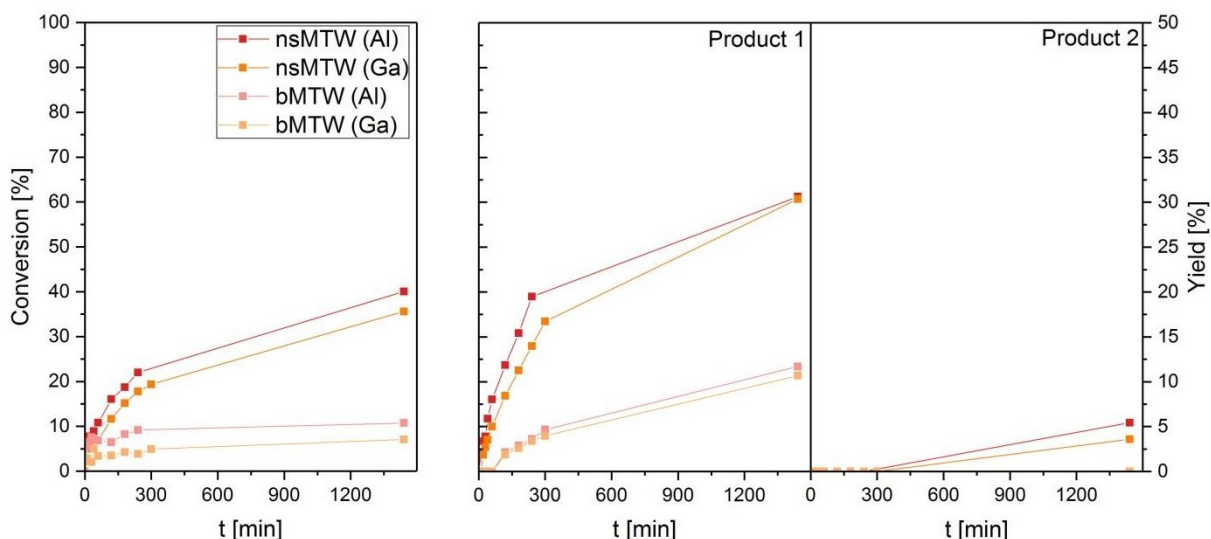 100
90
80
70
60
50
40
30
20
10
0
Conversion [%]
nsMTW (Al)
nsMTW (Ga)
bMTW (Al)
bMTW (Ga)
0 300 600 900 1200
t [min]
Product 1
0 300 600 900 1200
t [min]
Product 2
0 300 600 900 1200
t [min]
50
45
40
35
30
25
20
15
10
5
0
Yield [%]